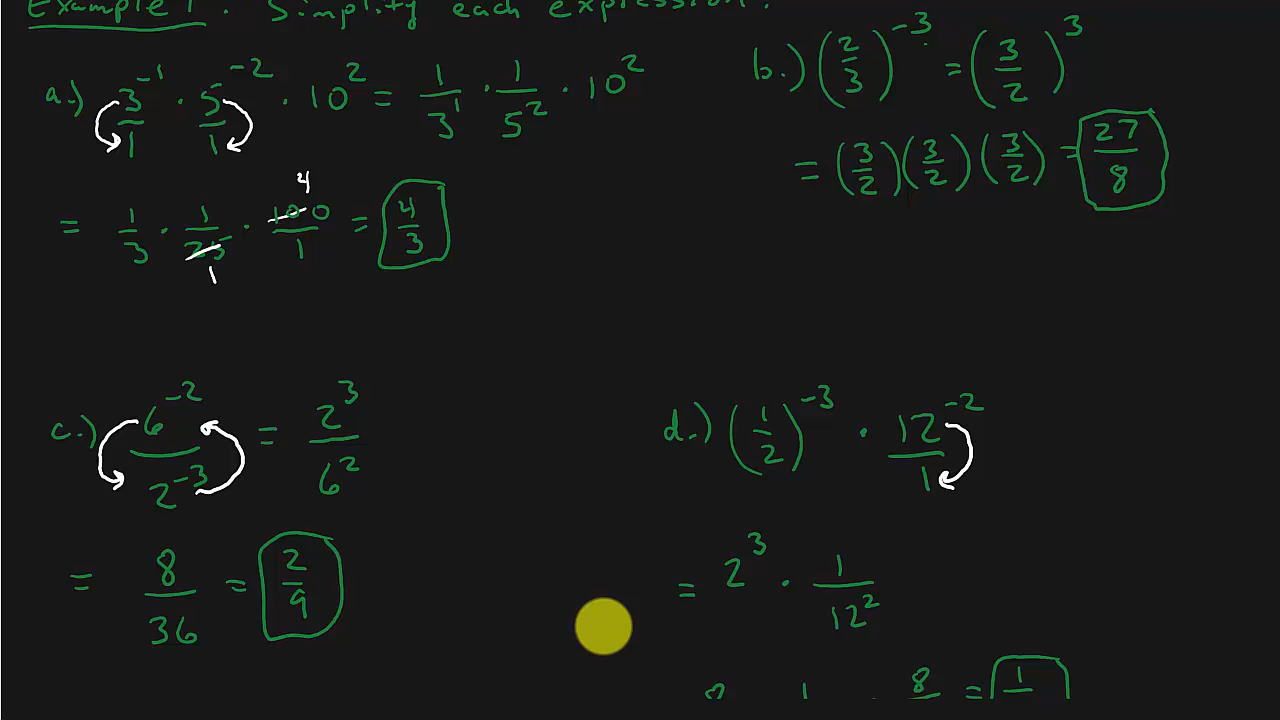 Example 1. Simplify each expression.
a.) 3^-1/1 · 5^-2/1 · 10^2 = 1/3^1 · 1/5^2 · 10^2
= 1/3 · 1/25 · 100/1 = 4/3
4
1
b.) (2/3)^-3 = (3/2)^3
= (3/2)(3/2)(3/2) = 27/8
c.) 6^-2/2^-3 = 2^3/6^2
= 8/36 = 2/9
d.) (1/2)^-3 · 12^-2/1
= 2^3 · 1/12^2
8 = 1